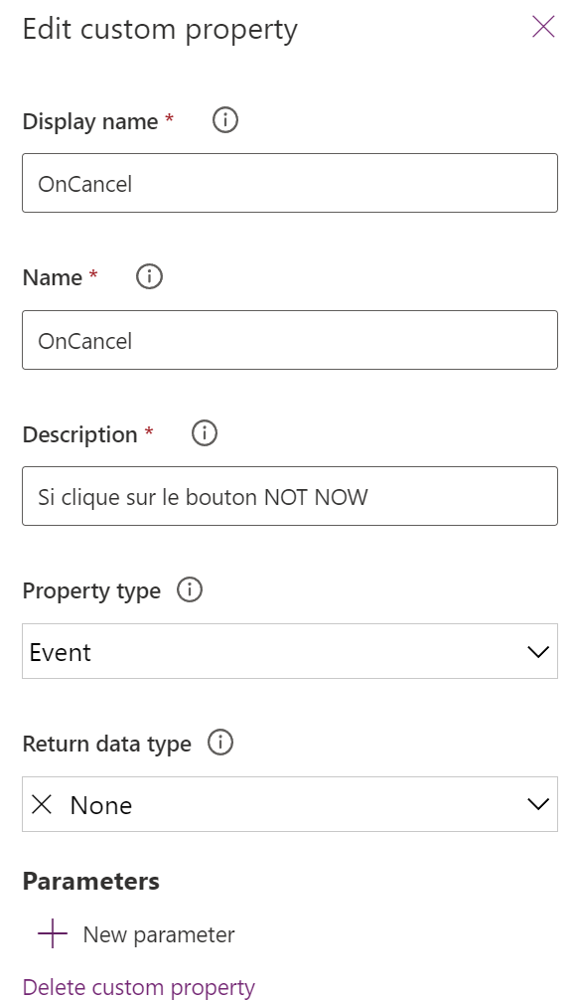 Edit custom property
Display name *
OnCancel
Name *
OnCancel
Description *
Si clique sur le bouton NOT NOW
Property type
Event
Return data type
None
Parameters
New parameter
Delete custom property